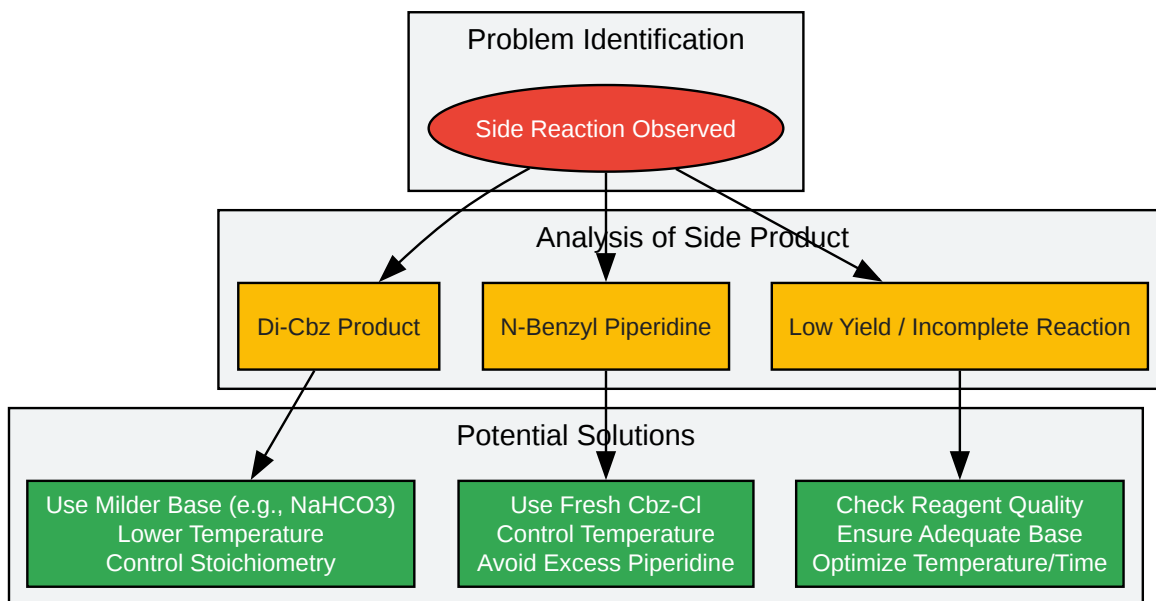 Problem Identification
Side Reaction Observed
Analysis of Side Product
Di-Cbz Product
N-Benzyl Piperidine
Low Yield / Incomplete Reaction
Potential Solutions
Use Milder Base (e.g., NaHCO3)
Lower Temperature
Control Stoichiometry
Use Fresh Cbz-Cl
Control Temperature
Avoid Excess Piperidine
Check Reagent Quality
Ensure Adequate Base
Optimize Temperature/Time